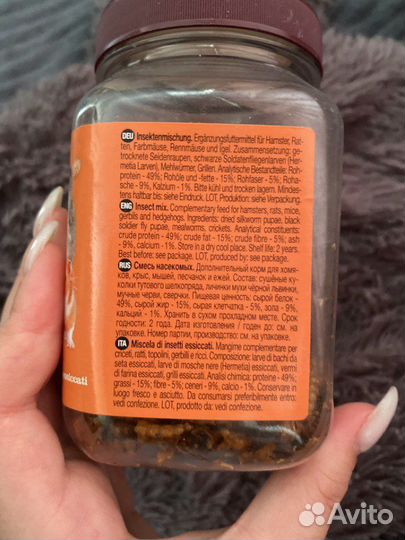 DEU Insektenmischung. Ergänzungsfuttermittel für Hamster, Rat-
ten, Farbmäuse, Rennmäuse und Igel. Zusammensetzung: ge-
trocknete Seidenraupen, schwarze Soldatenfliegenlarven (Her-
metia Larven), Mehlwürmer, Grillen. Analytische Bestandteile: Roh-
protein - 49%; Rohöle und -fette - 15%; Rohfaser - 5%; Roha-
sche - 9%, Kalzium - 1%. Bitte kühl und trocken lagern. Mindes-
tens haltbar bis: siehe Eindruck. LOT, Produktion: siehe Verpackung.
ENG Insect mix. Complementary feed for hamsters, rats, mice,
gerbils and hedgehogs. Ingredients: dried silkworm pupae, black
soldier fly pupae, mealworms, crickets. Analytical constituents:
crude protein - 49%; crude fat - 15%; crude fibre - 5%; ash
- 9%, calcium - 1%. Store in a dry cool place. Shelf life: 2 years.
Best before: see package. LOT, produced by: see package.
RUS Смесь насекомых. Дополнительный корм для хомя-
ков, крыс, мышей, песчанок и ежей. Состав: сушёные ку-
колки тутового шелкопряда, личинки мухи чёрной львинки,
мучные черви, сверчки. Пищевая ценность: сырой белок -
49%, сырой жир - 15%, сырая клетчатка - 5%, зола - 9%,
кальций - 1%. Хранить в сухом прохладном месте. Срок
годности: 2 года. Дата изготовления / годен до: см. на
упаковке. Номер партии, производство: см. на упаковке.
ITA Miscela di insetti essiccati. Mangime complementare per
criceti, ratti, topolini, gerbilli e ricci. Composizione: larve di bachi da
seta essiccati, larve di mosche nere (Hermetia) essiccati, vermi
di farina essiccati, grilli essiccati. Analisi chimica: proteine - 49%;
grassi - 15%; fibre - 5%; ceneri - 9%, calcio - 1%. Conservare in
luogo fresco e asciutto. Da consumarsi preferibilmente entro:
vedi confezione. LOT, prodotto da: vedi confezione.
essiccati
Avito